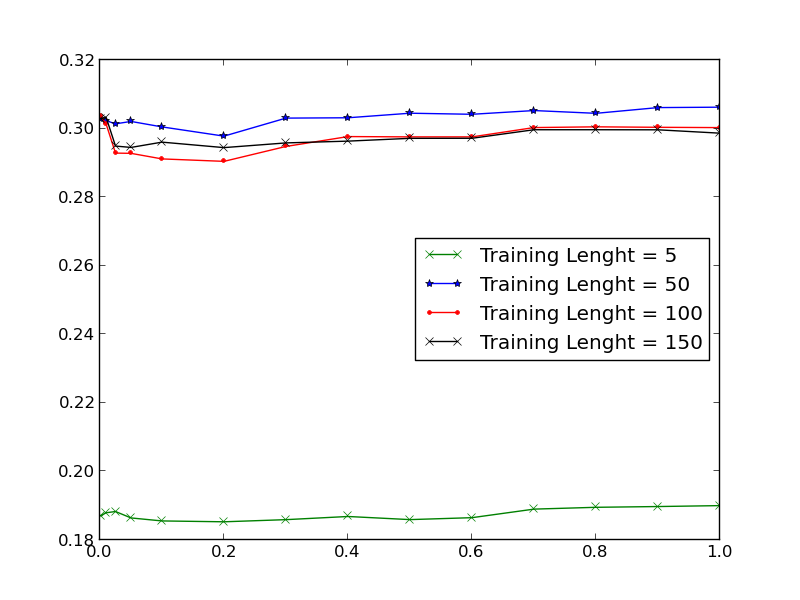 0.32
0.30
0.28
0.26
0.24
0.22
0.20
0.18
Training Lenght = 5
Training Lenght = 50
Training Lenght = 100
Training Lenght = 150
0.0 0.2 0.4 0.6 0.8 1.0